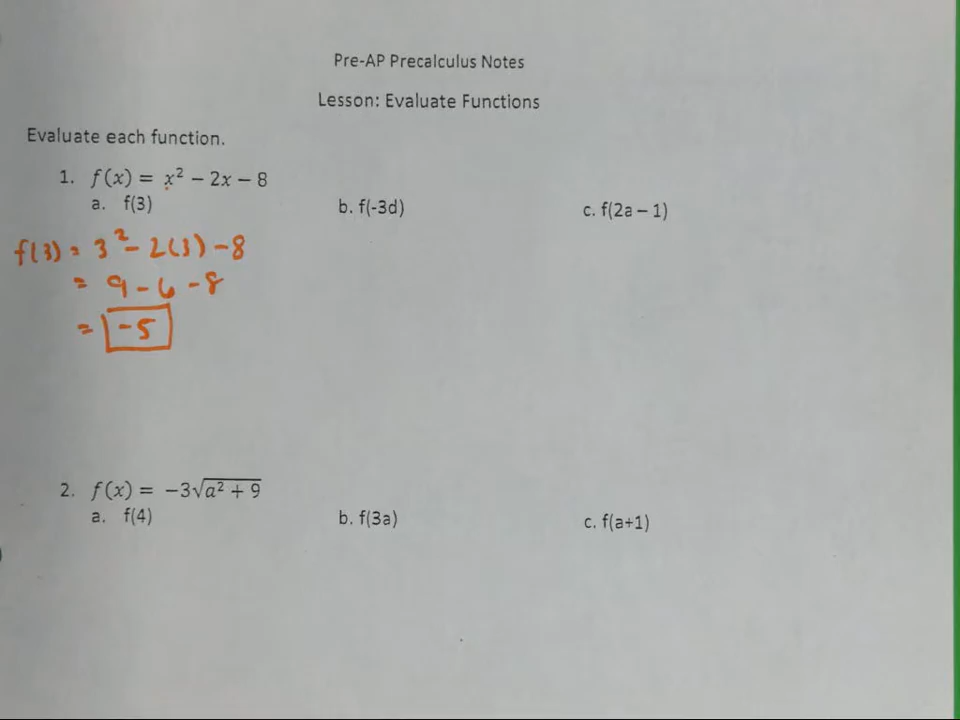 Pre-AP Precalculus Notes
Lesson: Evaluate Functions
Evaluate each function.
1. f(x) = x² − 2x − 8
a. f(3) b. f(-3d) c. f(2a – 1)
f(3) = 3² - 2(3) - 8
= 9 - 6 - 8
= -5
2. f(x) = −3√(a² + 9)
a. f(4) b. f(3a) c. f(a+1)